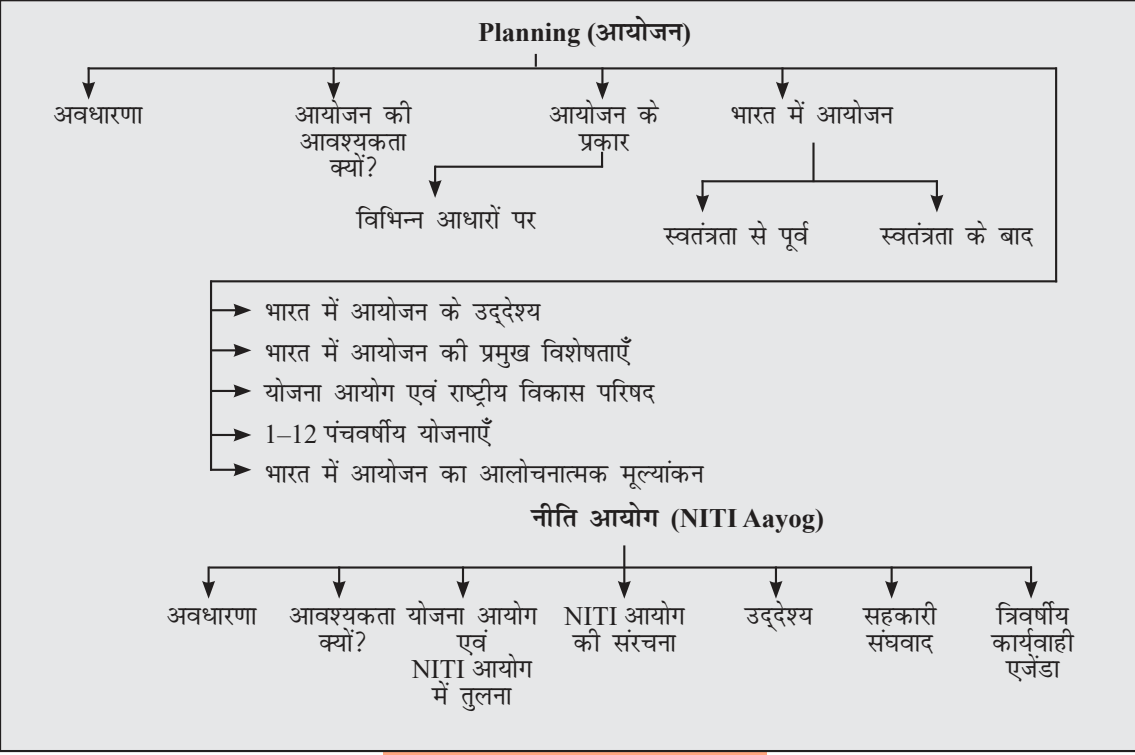 Planning (आयोजन)
अवधारणा
आयोजन की
आवश्यकता
क्यों?
आयोजन के
प्रकार
भारत में आयोजन
विभिन्न आधारों पर
स्वतंत्रता से पूर्व
स्वतंत्रता के बाद
भारत में आयोजन के उद्देश्य
भारत में आयोजन की प्रमुख विशेषताएँ
योजना आयोग एवं राष्ट्रीय विकास परिषद
1–12 पंचवर्षीय योजनाएँ
भारत में आयोजन का आलोचनात्मक मूल्यांकन
नीति आयोग (NITI Aayog)
अवधारणा
आवश्यकता
क्यों?
योजना आयोग
एवं
NITI आयोग
में तुलना
NITI आयोग
की संरचना
उद्देश्य
सहकारी
संघवाद
त्रिवर्षीय
कार्यवाही
एजेंडा